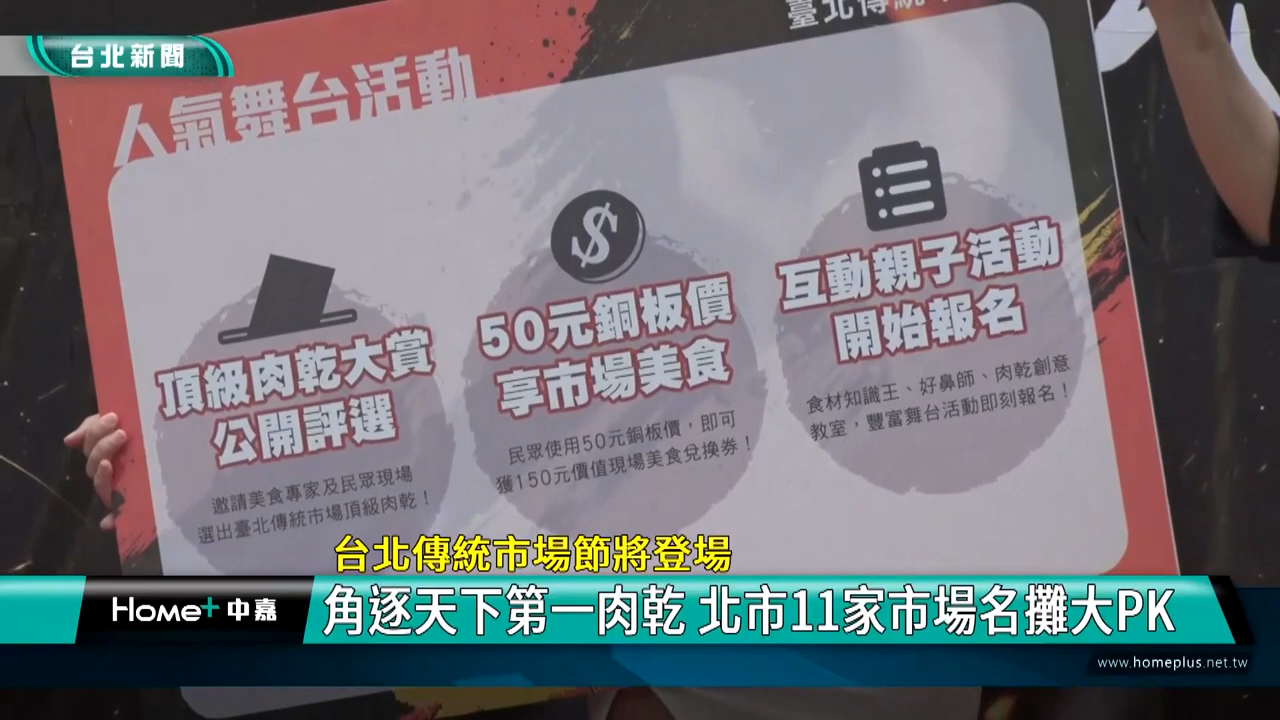 台北新聞
臺北傳統市
人氣舞台活動
頂級肉乾大賞
公開評選
邀請美食專家及民眾現場
選出臺北傳統市場頂級肉乾！
50元銅板價
享市場美食
民眾使用50元銅板價，即可
獲150元價值現場美食兌換券！
互動親子活動
開始報名
食材知識王、好鼻師、肉乾創意
教室，豐富舞台活動即刻報名！
台北傳統市場節將登場
Home+中嘉
角逐天下第一肉乾 北市11家市場名攤大PK
www.homeplus.net.tw